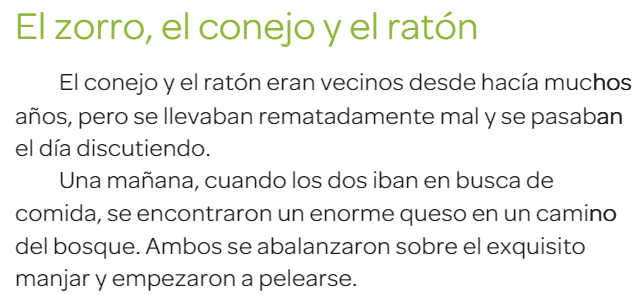 El zorro, el conejo y el ratón
El conejo y el ratón eran vecinos desde hacía muchos
años, pero se llevaban rematadamente mal y se pasaban
el día discutiendo.
Una mañana, cuando los dos iban en busca de
comida, se encontraron un enorme queso en un camino
del bosque. Ambos se abalanzaron sobre el exquisito
manjar y empezaron a pelearse.